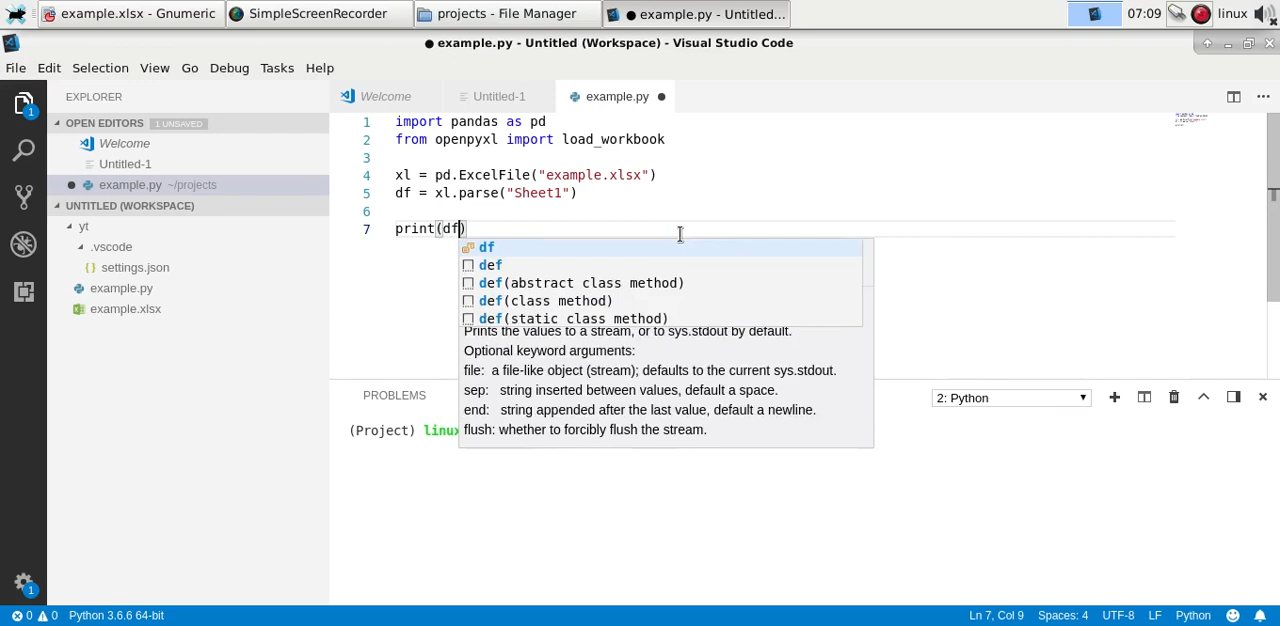 example.xlsx - Gnumeric
SimpleScreenRecorder
projects - File Manager
● example.py - Untitled...
07:09
linux
● example.py - Untitled (Workspace) - Visual Studio Code
File Edit Selection View Go Debug Tasks Help
EXPLORER
OPEN EDITORS 1 UNSAVED
Welcome
Untitled-1
example.py ~/projects
UNTITLED (WORKSPACE)
yt
.vscode
{ } settings.json
example.py
example.xlsx
1
1
Welcome
Untitled-1
example.py
1 import pandas as pd
2 from openpyxl import load_workbook
3
4 xl = pd.ExcelFile("example.xlsx")
5 df = xl.parse("Sheet1")
6
7 print(df)
df
def
def(abstract class method)
def(class method)
def(static class method)
Prints the values to a stream, or to sys.stdout by default.
Optional keyword arguments:
file: a file-like object (stream); defaults to the current sys.stdout.
sep: string inserted between values, default a space.
end: string appended after the last value, default a newline.
flush: whether to forcibly flush the stream.
PROBLEMS
2: Python
(Project) linux
0 0 Python 3.6.6 64-bit
Ln 7, Col 9 Spaces: 4 UTF-8 LF Python